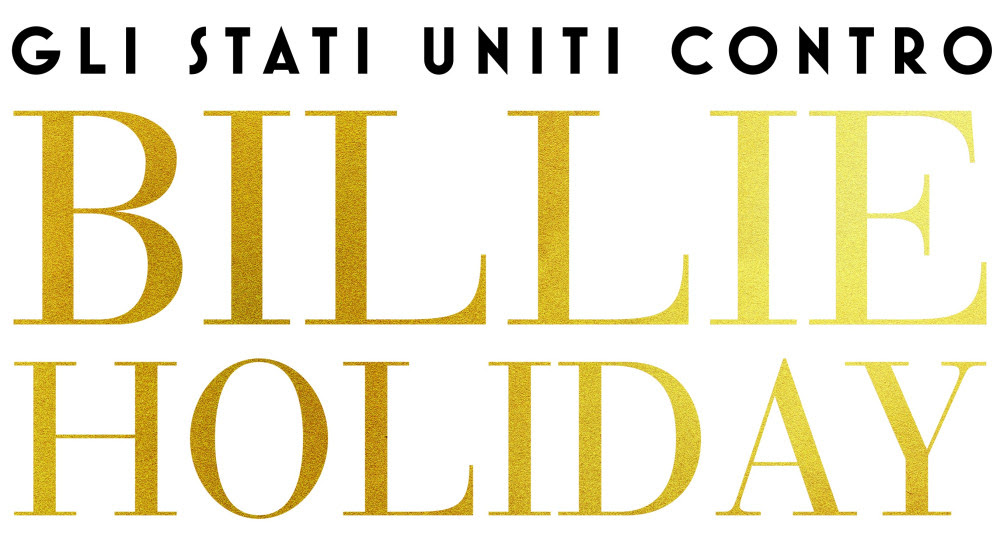 GLI STATI UNITI CONTRO
BILLIE
HOLIDAY